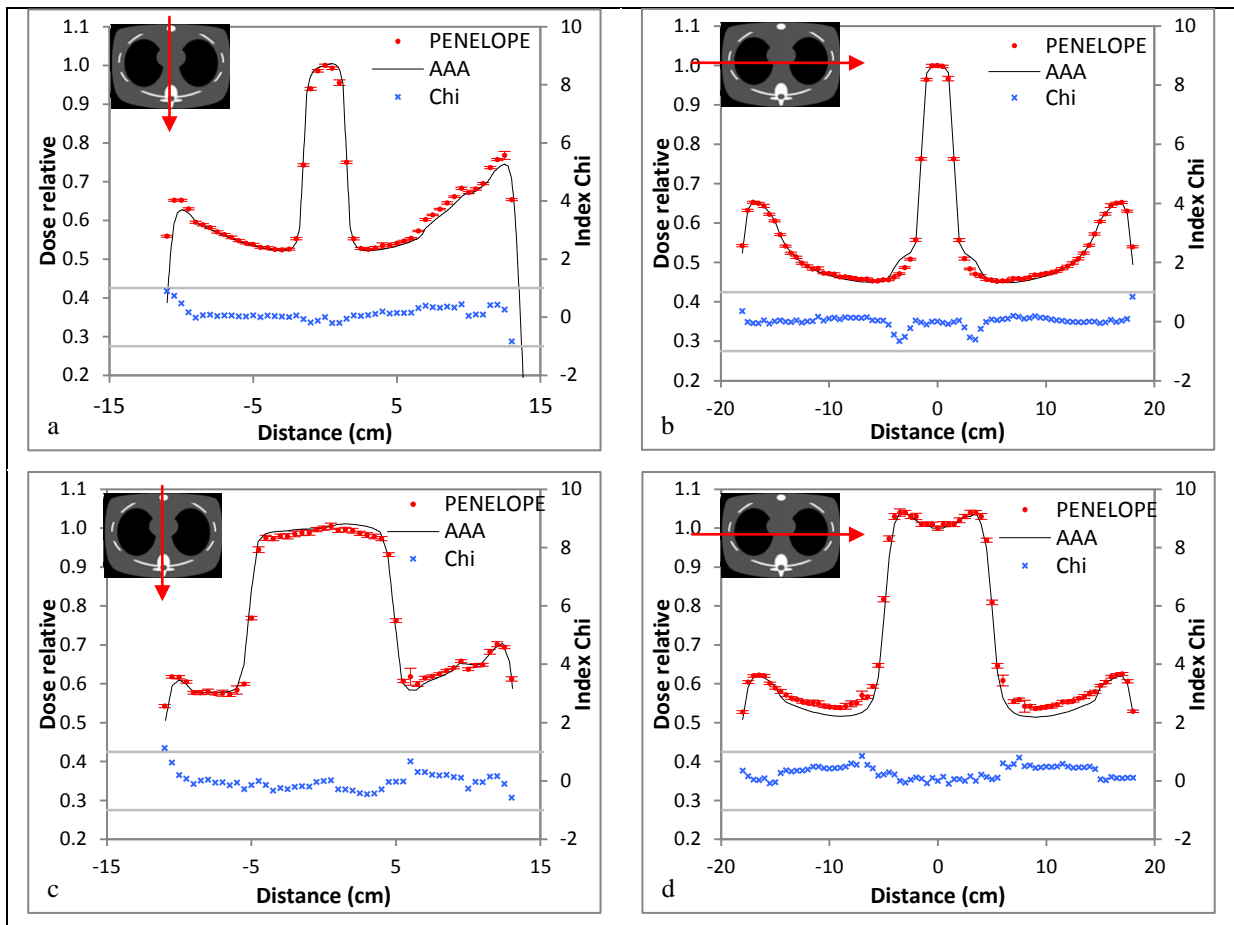 PENELOPE
AAA
Chi
Dose relative
1.1
1.0
0.9
0.8
0.7
0.6
0.5
0.4
0.3
0.2
Index Chi
10
8
6
4
2
0
-2
-15 -5 5 15
Distance (cm)
a
PENELOPE
AAA
Chi
Dose relative
1.1
1.0
0.9
0.8
0.7
0.6
0.5
0.4
0.3
0.2
Index Chi
10
8
6
4
2
0
-2
-20 -10 0 10 20
Distance (cm)
b
PENELOPE
AAA
Chi
Dose relative
1.1
1.0
0.9
0.8
0.7
0.6
0.5
0.4
0.3
0.2
Index Chi
10
8
6
4
2
0
-2
-15 -5 5 15
Distance (cm)
c
PENELOPE
AAA
Chi
Dose relative
1.1
1.0
0.9
0.8
0.7
0.6
0.5
0.4
0.3
0.2
Index Chi
10
8
6
4
2
0
-2
-20 -10 0 10 20
Distance (cm)
d